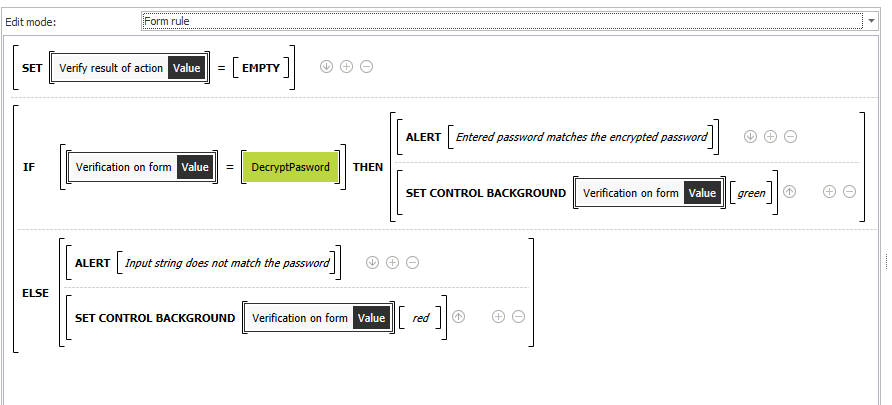 Edit mode: Form rule
SET Verify result of action Value = EMPTY
ALERT Entered password matches the encrypted password
IF Verification on form Value = DecryptPasword THEN
SET CONTROL BACKGROUND Verification on form Value green
ALERT Input string does not match the password
ELSE
SET CONTROL BACKGROUND Verification on form Value red